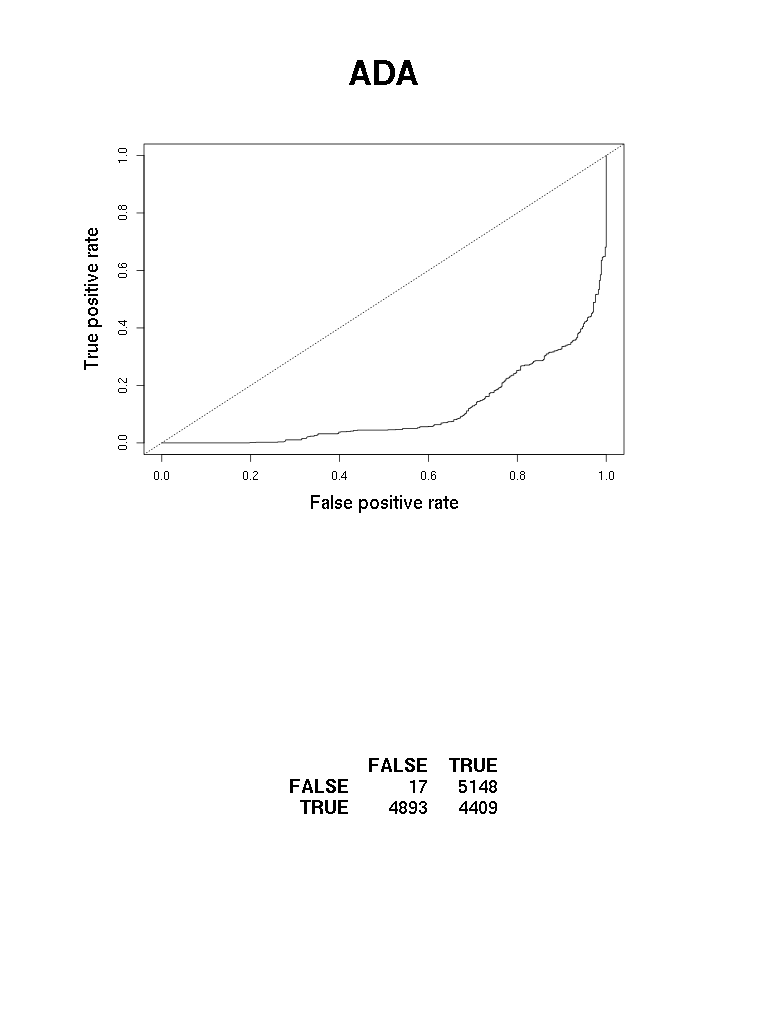 ADA
True positive rate
1.0
0.8
0.6
0.4
0.2
0.0
0.0 0.2 0.4 0.6 0.8 1.0
False positive rate
FALSE TRUE
FALSE 17 5148
TRUE 4893 4409